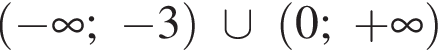 (−∞; −3) ∪ (0; +∞)